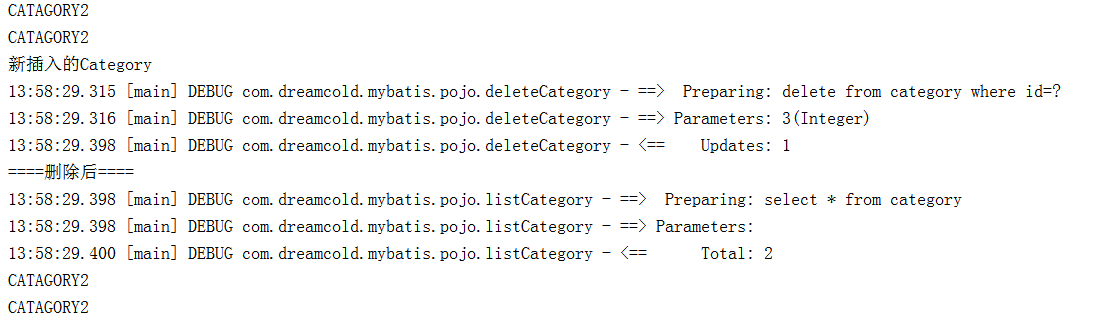 CATAGORY2
CATAGORY2
新插入的Category
13:58:29.315 [main] DEBUG com.dreamcold.mybatis.pojo.deleteCategory - ==>  Preparing: delete from category where id=?
13:58:29.316 [main] DEBUG com.dreamcold.mybatis.pojo.deleteCategory - ==> Parameters: 3(Integer)
13:58:29.398 [main] DEBUG com.dreamcold.mybatis.pojo.deleteCategory - <==    Updates: 1
====删除后====
13:58:29.398 [main] DEBUG com.dreamcold.mybatis.pojo.listCategory - ==>  Preparing: select * from category
13:58:29.398 [main] DEBUG com.dreamcold.mybatis.pojo.listCategory - ==> Parameters:
13:58:29.400 [main] DEBUG com.dreamcold.mybatis.pojo.listCategory - <==      Total: 2
CATAGORY2
CATAGORY2